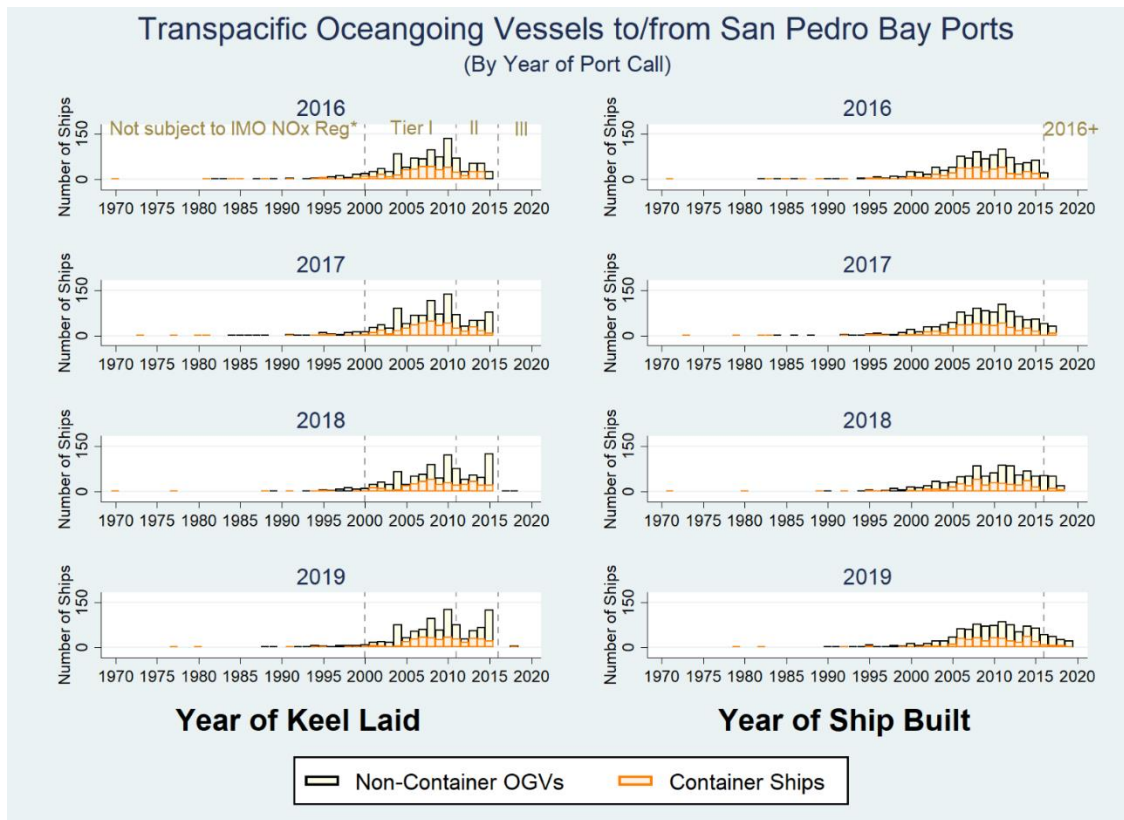 Transpacific Oceangoing Vessels to/from San Pedro Bay Ports
(By Year of Port Call)
2016
Not subject to IMO NOx Reg* Tier I II III
Number of Ships
150
0
1970 1975 1980 1985 1990 1995 2000 2005 2010 2015 2020
2016
2016+
Number of Ships
150
0
1970 1975 1980 1985 1990 1995 2000 2005 2010 2015 2020
2017
Number of Ships
150
0
1970 1975 1980 1985 1990 1995 2000 2005 2010 2015 2020
2017
Number of Ships
150
0
1970 1975 1980 1985 1990 1995 2000 2005 2010 2015 2020
2018
Number of Ships
150
0
1970 1975 1980 1985 1990 1995 2000 2005 2010 2015 2020
2018
Number of Ships
150
0
1970 1975 1980 1985 1990 1995 2000 2005 2010 2015 2020
2019
Number of Ships
150
0
1970 1975 1980 1985 1990 1995 2000 2005 2010 2015 2020
2019
Number of Ships
150
0
1970 1975 1980 1985 1990 1995 2000 2005 2010 2015 2020
Year of Keel Laid
Year of Ship Built
Non-Container OGVs
Container Ships